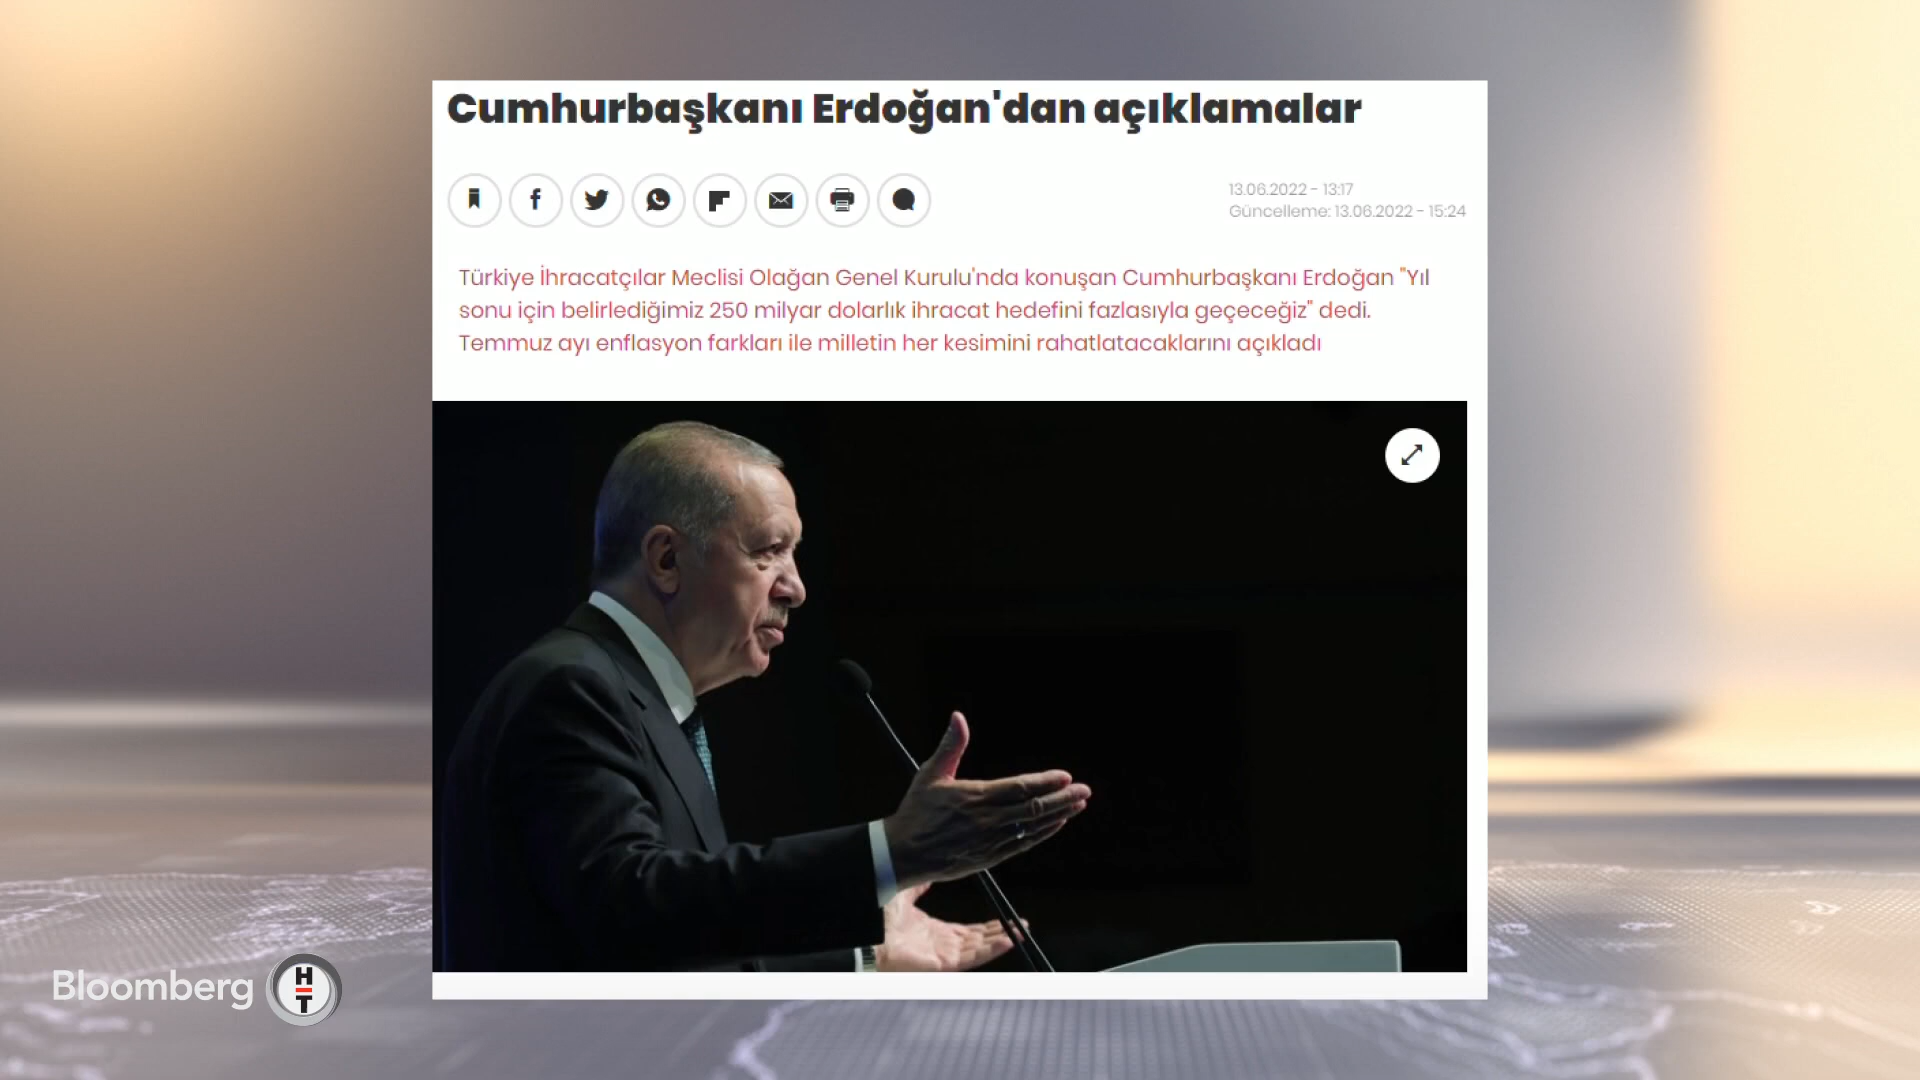 Cumhurbaşkanı Erdoğan'dan açıklamalar
13.06.2022 - 13:17
Güncelleme: 13.06.2022 - 15:24
Türkiye İhracatçılar Meclisi Olağan Genel Kurulu'nda konuşan Cumhurbaşkanı Erdoğan "Yıl
sonu için belirlediğimiz 250 milyar dolarlık ihracat hedefini fazlasıyla geçeceğiz" dedi.
Temmuz ayı enflasyon farkları ile milletin her kesimini rahatlatacaklarını açıkladı
Bloomberg HT